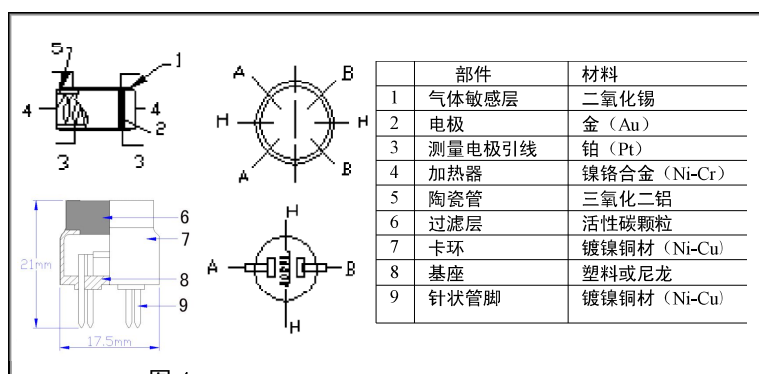 5
1
4
4
2
3
3
A
B
H
H
A
B
6
7
8
9
21mm
17.5mm
H
A
B
H
部件 材料
1 气体敏感层 二氧化锡
2 电极 金（Au）
3 测量电极引线 铂（Pt）
4 加热器 镍铬合金（Ni-Cr）
5 陶瓷管 三氧化二铝
6 过滤层 活性碳颗粒
7 卡环 镀镍铜材（Ni-Cu）
8 基座 塑料或尼龙
9 针状管脚 镀镍铜材（Ni-Cu）